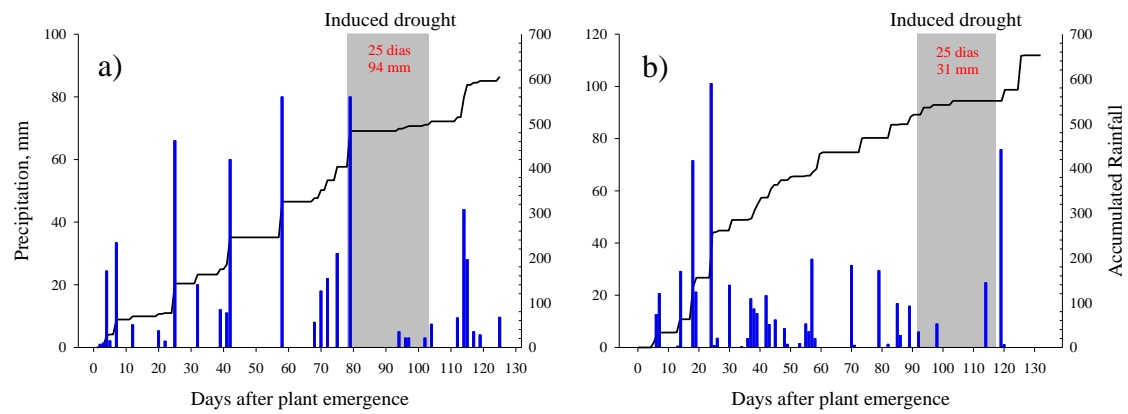 Induced drought
Induced drought
100
80
60
40
20
0
700
600
500
400
300
200
100
0
120
100
80
60
40
20
0
700
600
500
400
300
200
100
0
a)
25 dias
94 mm
b)
25 dias
31 mm
Precipitation, mm
Accumulated Rainfall
0 10 20 30 40 50 60 70 80 90 100 110 120 130
0 10 20 30 40 50 60 70 80 90 100 110 120 130
Days after plant emergence
Days after plant emergence